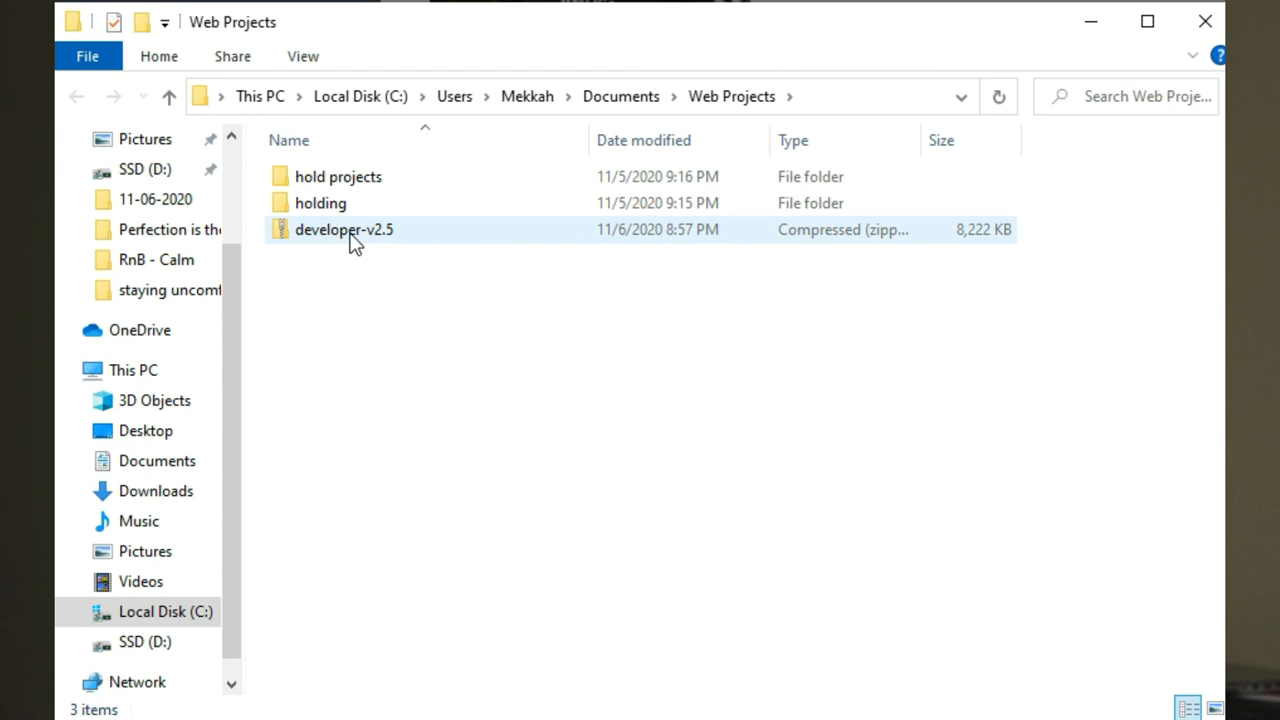 Web Projects
File Home Share View
This PC Local Disk (C:) Users Mekkah Documents Web Projects Search Web Proje...
Name Date modified Type Size
Pictures
SSD (D:)
11-06-2020
Perfection is the
RnB - Calm
staying uncomf
OneDrive
This PC
3D Objects
Desktop
Documents
Downloads
Music
Pictures
Videos
Local Disk (C:)
SSD (D:)
Network
hold projects 11/5/2020 9:16 PM File folder
holding 11/5/2020 9:15 PM File folder
developer-v2.5 11/6/2020 8:57 PM Compressed (zipp... 8,222 KB
3 items